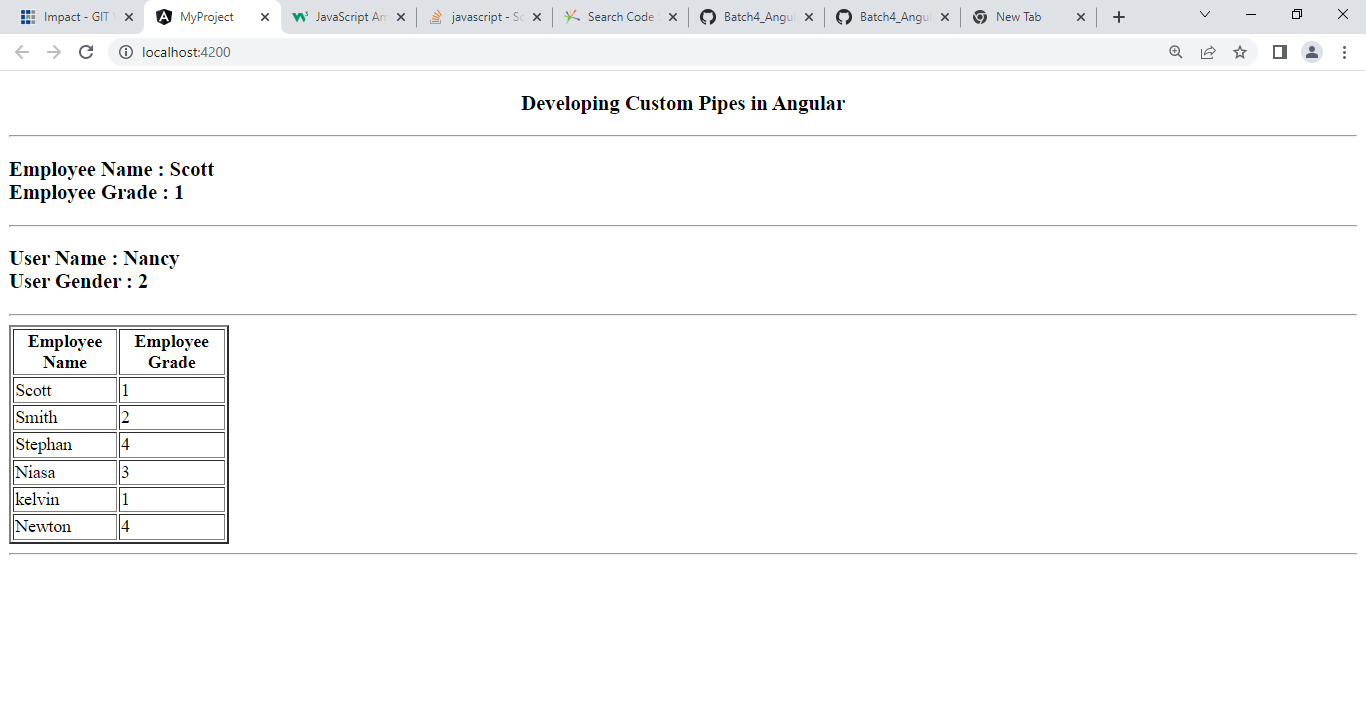 Impact - GIT
MyProject
JavaScript
javascript -
Search Code
Batch4_Angul
Batch4_Angul
New Tab
localhost:4200
Developing Custom Pipes in Angular
Employee Name : Scott
Employee Grade : 1
User Name : Nancy
User Gender : 2
Employee Name Employee Grade
Scott 1
Smith 2
Stephan 4
Niasa 3
kelvin 1
Newton 4